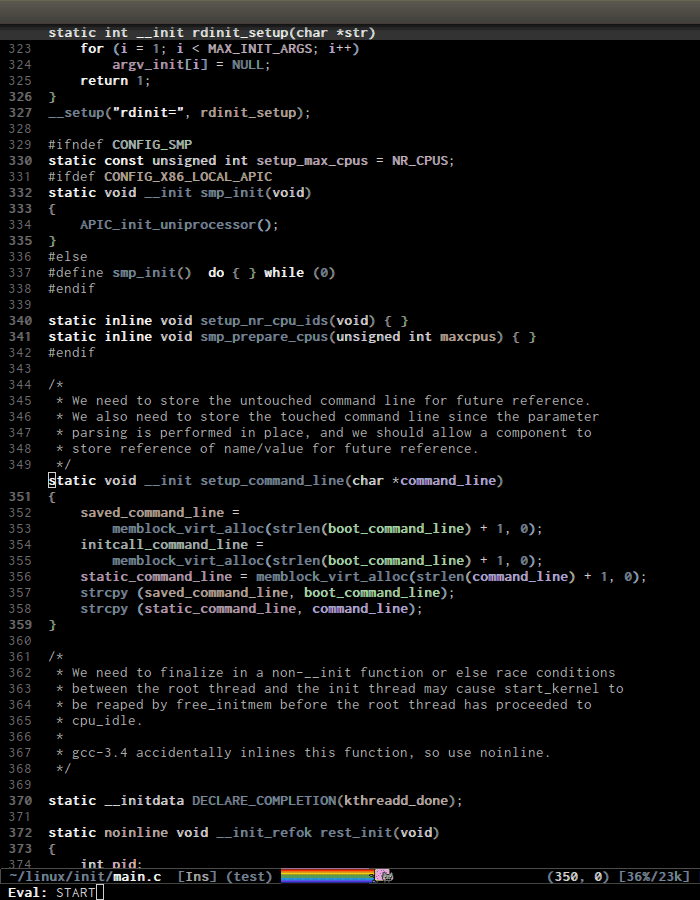 static int __init rdinit_setup(char *str)
323 for (i = 1; i < MAX_INIT_ARGS; i++)
324 argv_init[i] = NULL;
325 return 1;
326 }
327 __setup("rdinit=", rdinit_setup);
328
329 #ifndef CONFIG_SMP
330 static const unsigned int setup_max_cpus = NR_CPUS;
331 #ifdef CONFIG_X86_LOCAL_APIC
332 static void __init smp_init(void)
333 {
334 APIC_init_uniprocessor();
335 }
336 #else
337 #define smp_init()  do { } while (0)
338 #endif
339
340 static inline void setup_nr_cpu_ids(void) { }
341 static inline void smp_prepare_cpus(unsigned int maxcpus) { }
342 #endif
343
344 /*
345 * We need to store the untouched command line for future reference.
346 * We also need to store the touched command line since the parameter
347 * parsing is performed in place, and we should allow a component to
348 * store reference of name/value for future reference.
349 */
static void __init setup_command_line(char *command_line)
351 {
352 saved_command_line =
353 memblock_virt_alloc(strlen(boot_command_line) + 1, 0);
354 initcall_command_line =
355 memblock_virt_alloc(strlen(boot_command_line) + 1, 0);
356 static_command_line = memblock_virt_alloc(strlen(command_line) + 1, 0);
357 strcpy (saved_command_line, boot_command_line);
358 strcpy (static_command_line, command_line);
359 }
360
361 /*
362 * We need to finalize in a non-__init function or else race conditions
363 * between the root thread and the init thread may cause start_kernel to
364 * be reaped by free_initmem before the root thread has proceeded to
365 * cpu_idle.
366 *
367 * gcc-3.4 accidentally inlines this function, so use noinline.
368 */
369
370 static __initdata DECLARE_COMPLETION(kthreadd_done);
371
372 static noinline void __init_refok rest_init(void)
373 {
374 int pid;
~/linux/init/main.c [Ins] (test) (350, 0) [36%/23k]
Eval: START